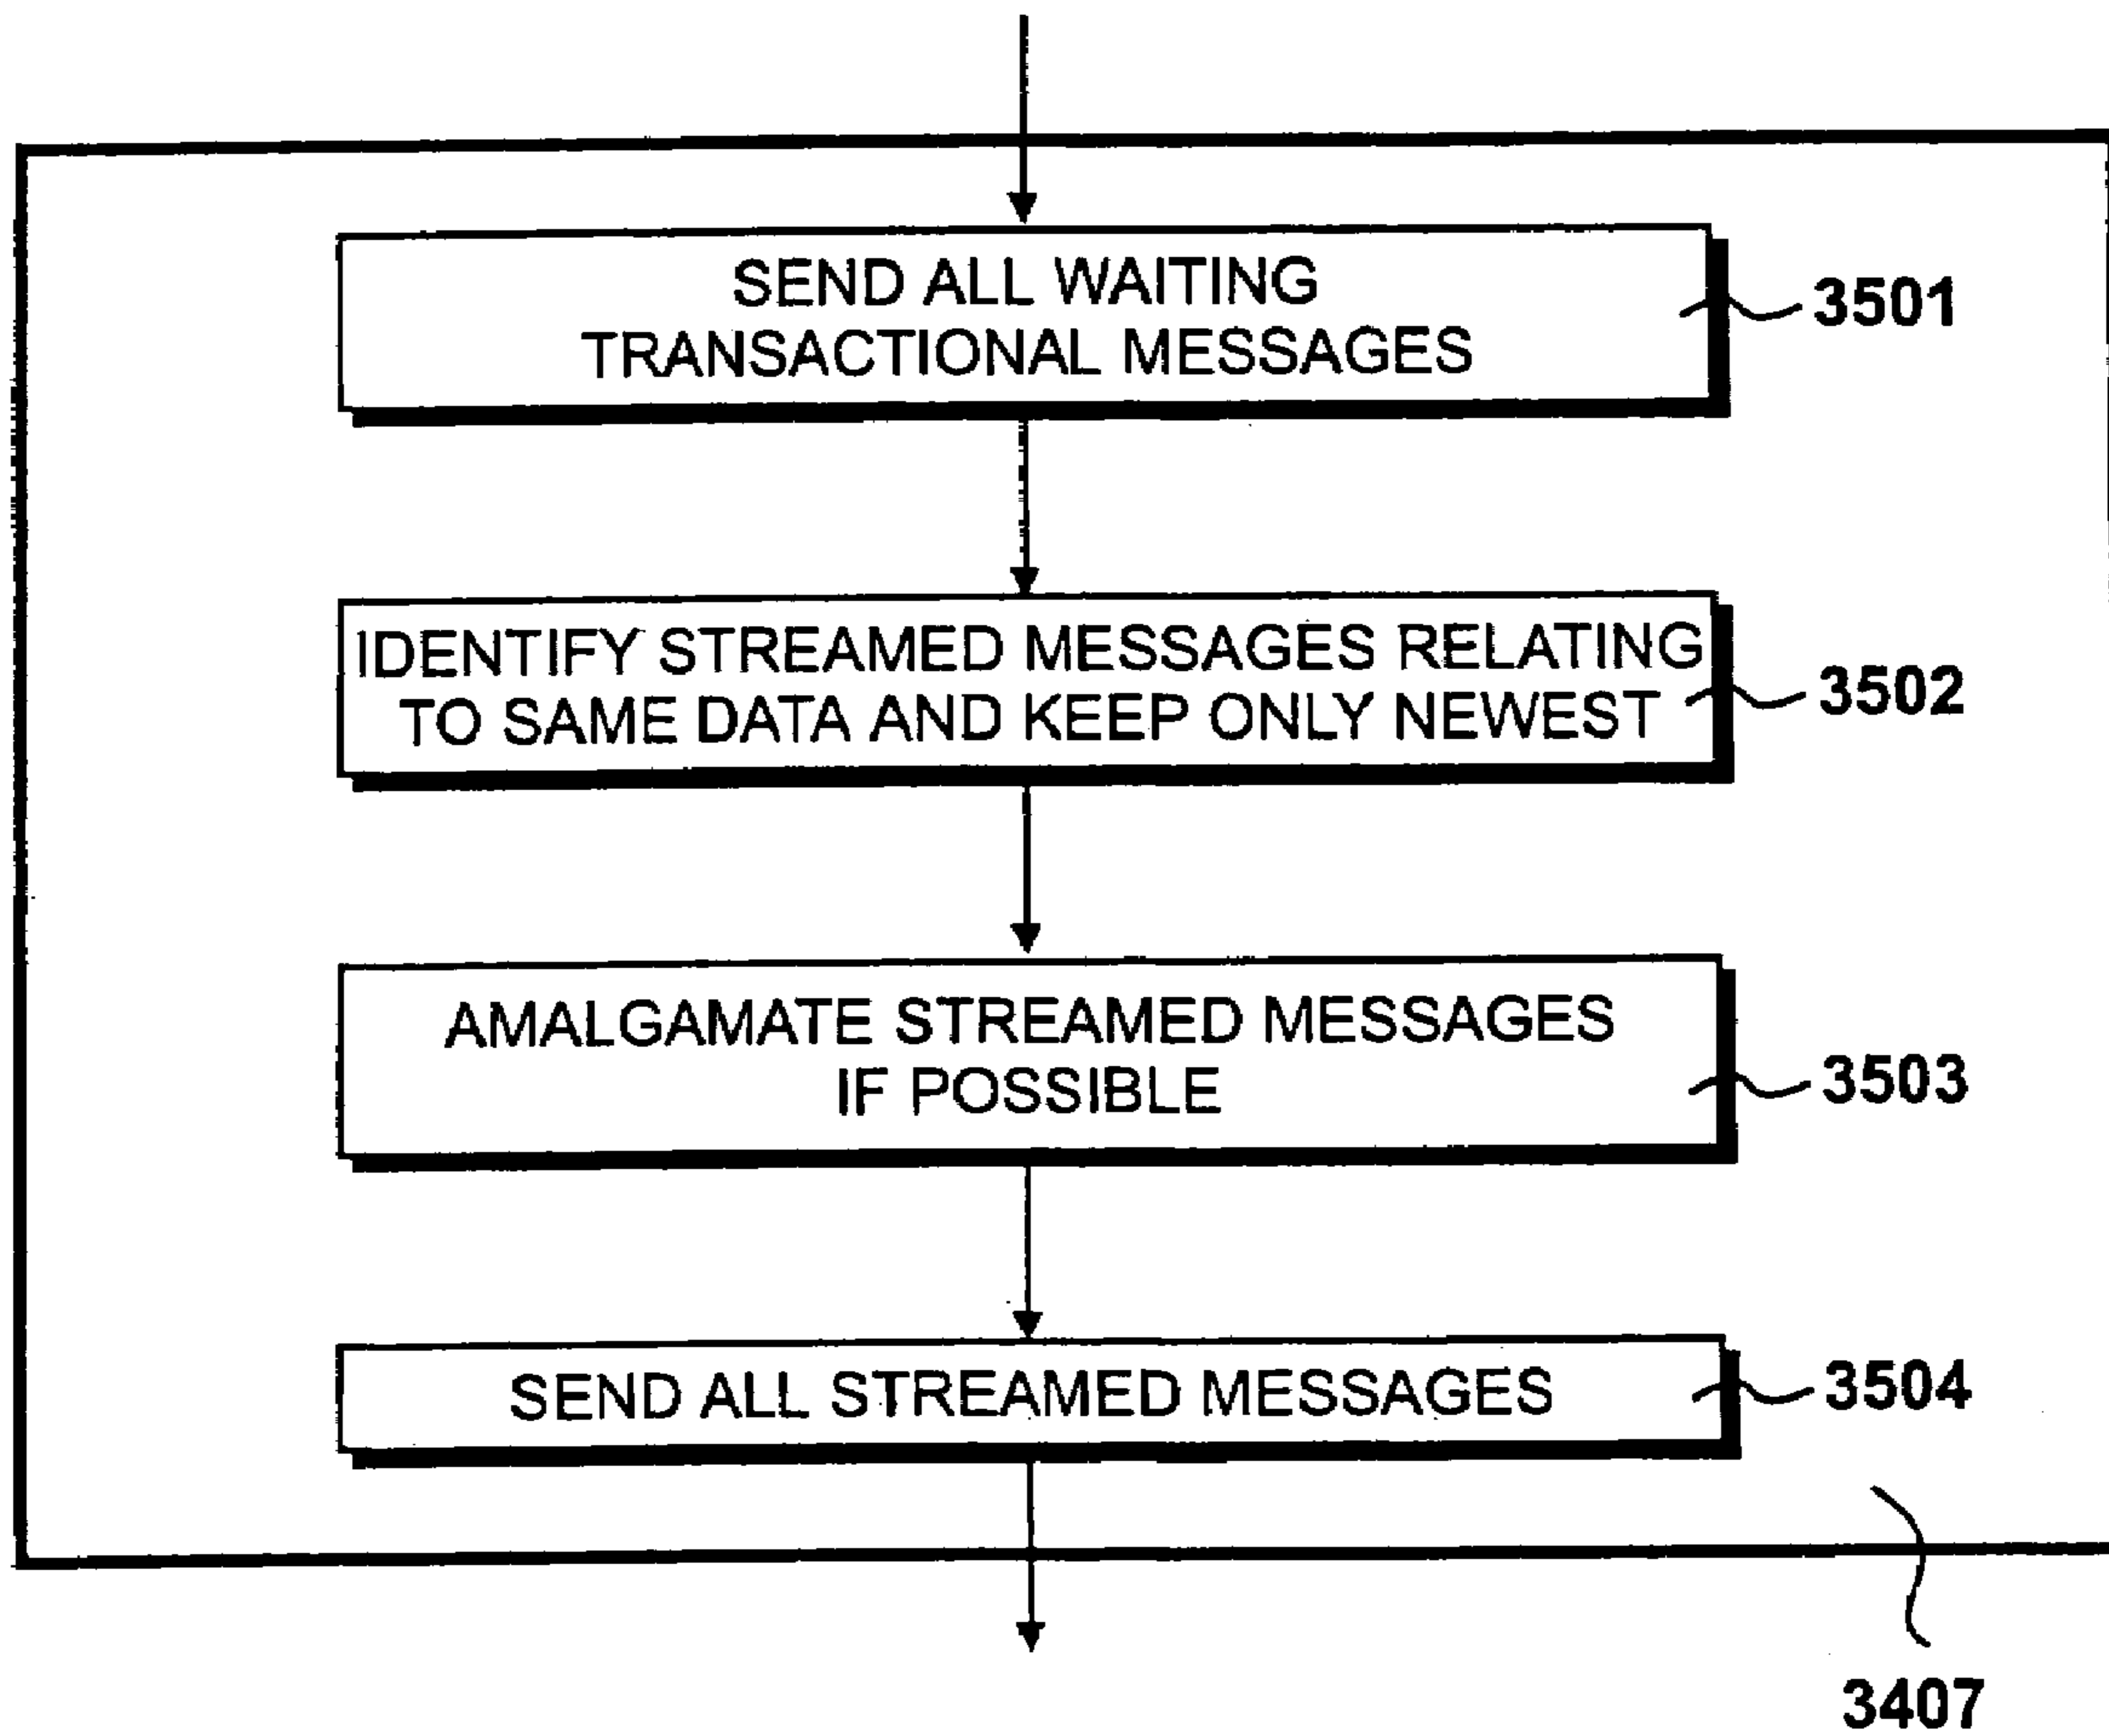 SEND ALL WAITING
TRANSACTIONAL MESSAGES
3501
IDENTIFY STREAMED MESSAGES RELATING
TO SAME DATA AND KEEP ONLY NEWEST
3502
AMALGAMATE STREAMED MESSAGES
IF POSSIBLE
3503
SEND ALL STREAMED MESSAGES
3504
3407